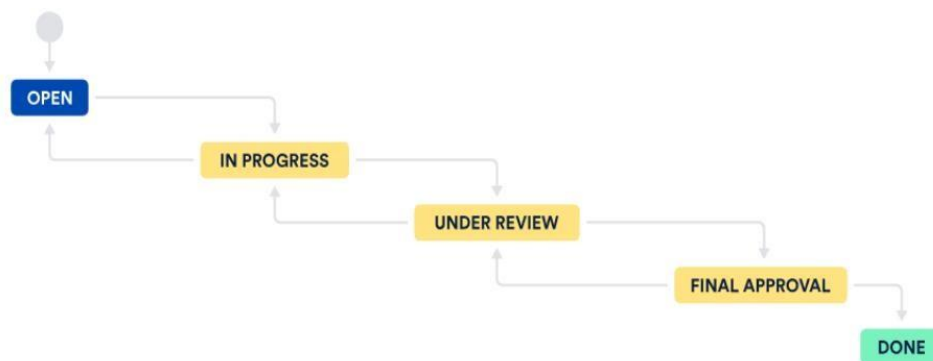 OPEN
IN PROGRESS
UNDER REVIEW
FINAL APPROVAL
DONE